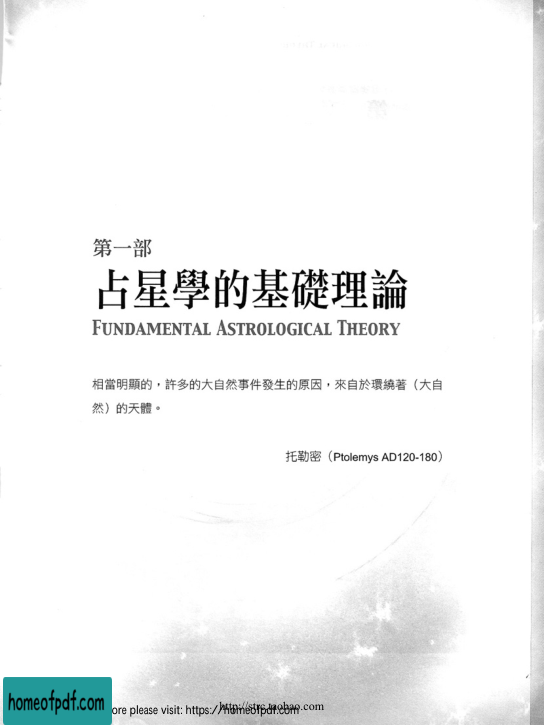 第一部
占星學的基礎理論
FUNDAMENTAL ASTROLOGICAL THEORY
相當明顯的，許多的大自然事件發生的原因，來自於環繞著（大自
然）的天體。
托勒密（Ptolemys AD120-180）
homeofpdf.com
ore please visit: https://homeofpdf.com
http://strc.taobao.com